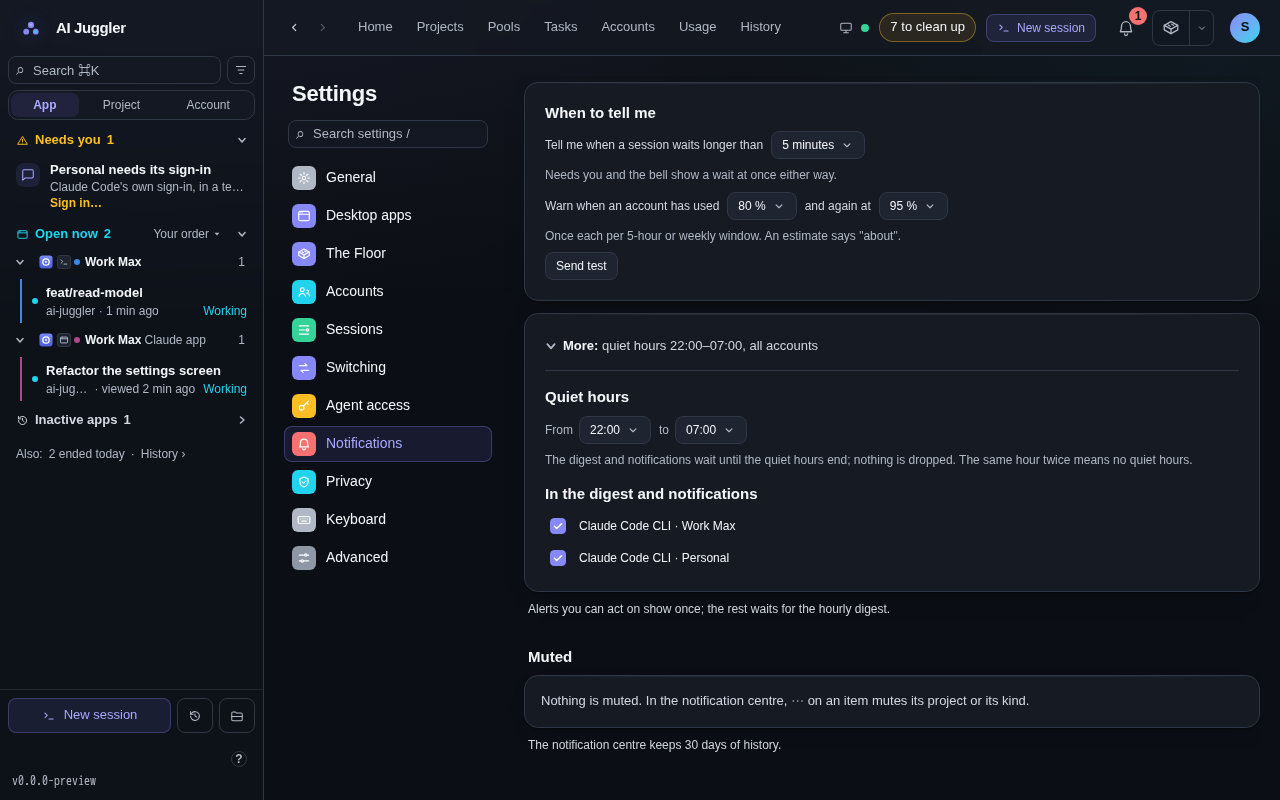 AI Juggler
Search ⌘K
App
Project
Account
Needs you 1
Personal needs its sign-in
Claude Code's own sign-in, in a te…
Sign in…
Open now 2
Your order
Work Max
1
feat/read-model
ai-juggler · 1 min ago
Working
Work Max Claude app
1
Refactor the settings screen
ai-jug… · viewed 2 min ago
Working
Inactive apps 1
Also: 2 ended today · History ›
New session
?
v0.0.0-preview
Home
Projects
Pools
Tasks
Accounts
Usage
History
7 to clean up
New session
1
S
Settings
Search settings /
General
Desktop apps
The Floor
Accounts
Sessions
Switching
Agent access
Notifications
Privacy
Keyboard
Advanced
When to tell me
Tell me when a session waits longer than 5 minutes
Needs you and the bell show a wait at once either way.
Warn when an account has used 80 % and again at 95 %
Once each per 5-hour or weekly window. An estimate says "about".
Send test
More: quiet hours 22:00–07:00, all accounts
Quiet hours
From 22:00 to 07:00
The digest and notifications wait until the quiet hours end; nothing is dropped. The same hour twice means no quiet hours.
In the digest and notifications
Claude Code CLI · Work Max
Claude Code CLI · Personal
Alerts you can act on show once; the rest waits for the hourly digest.
Muted
Nothing is muted. In the notification centre, ··· on an item mutes its project or its kind.
The notification centre keeps 30 days of history.